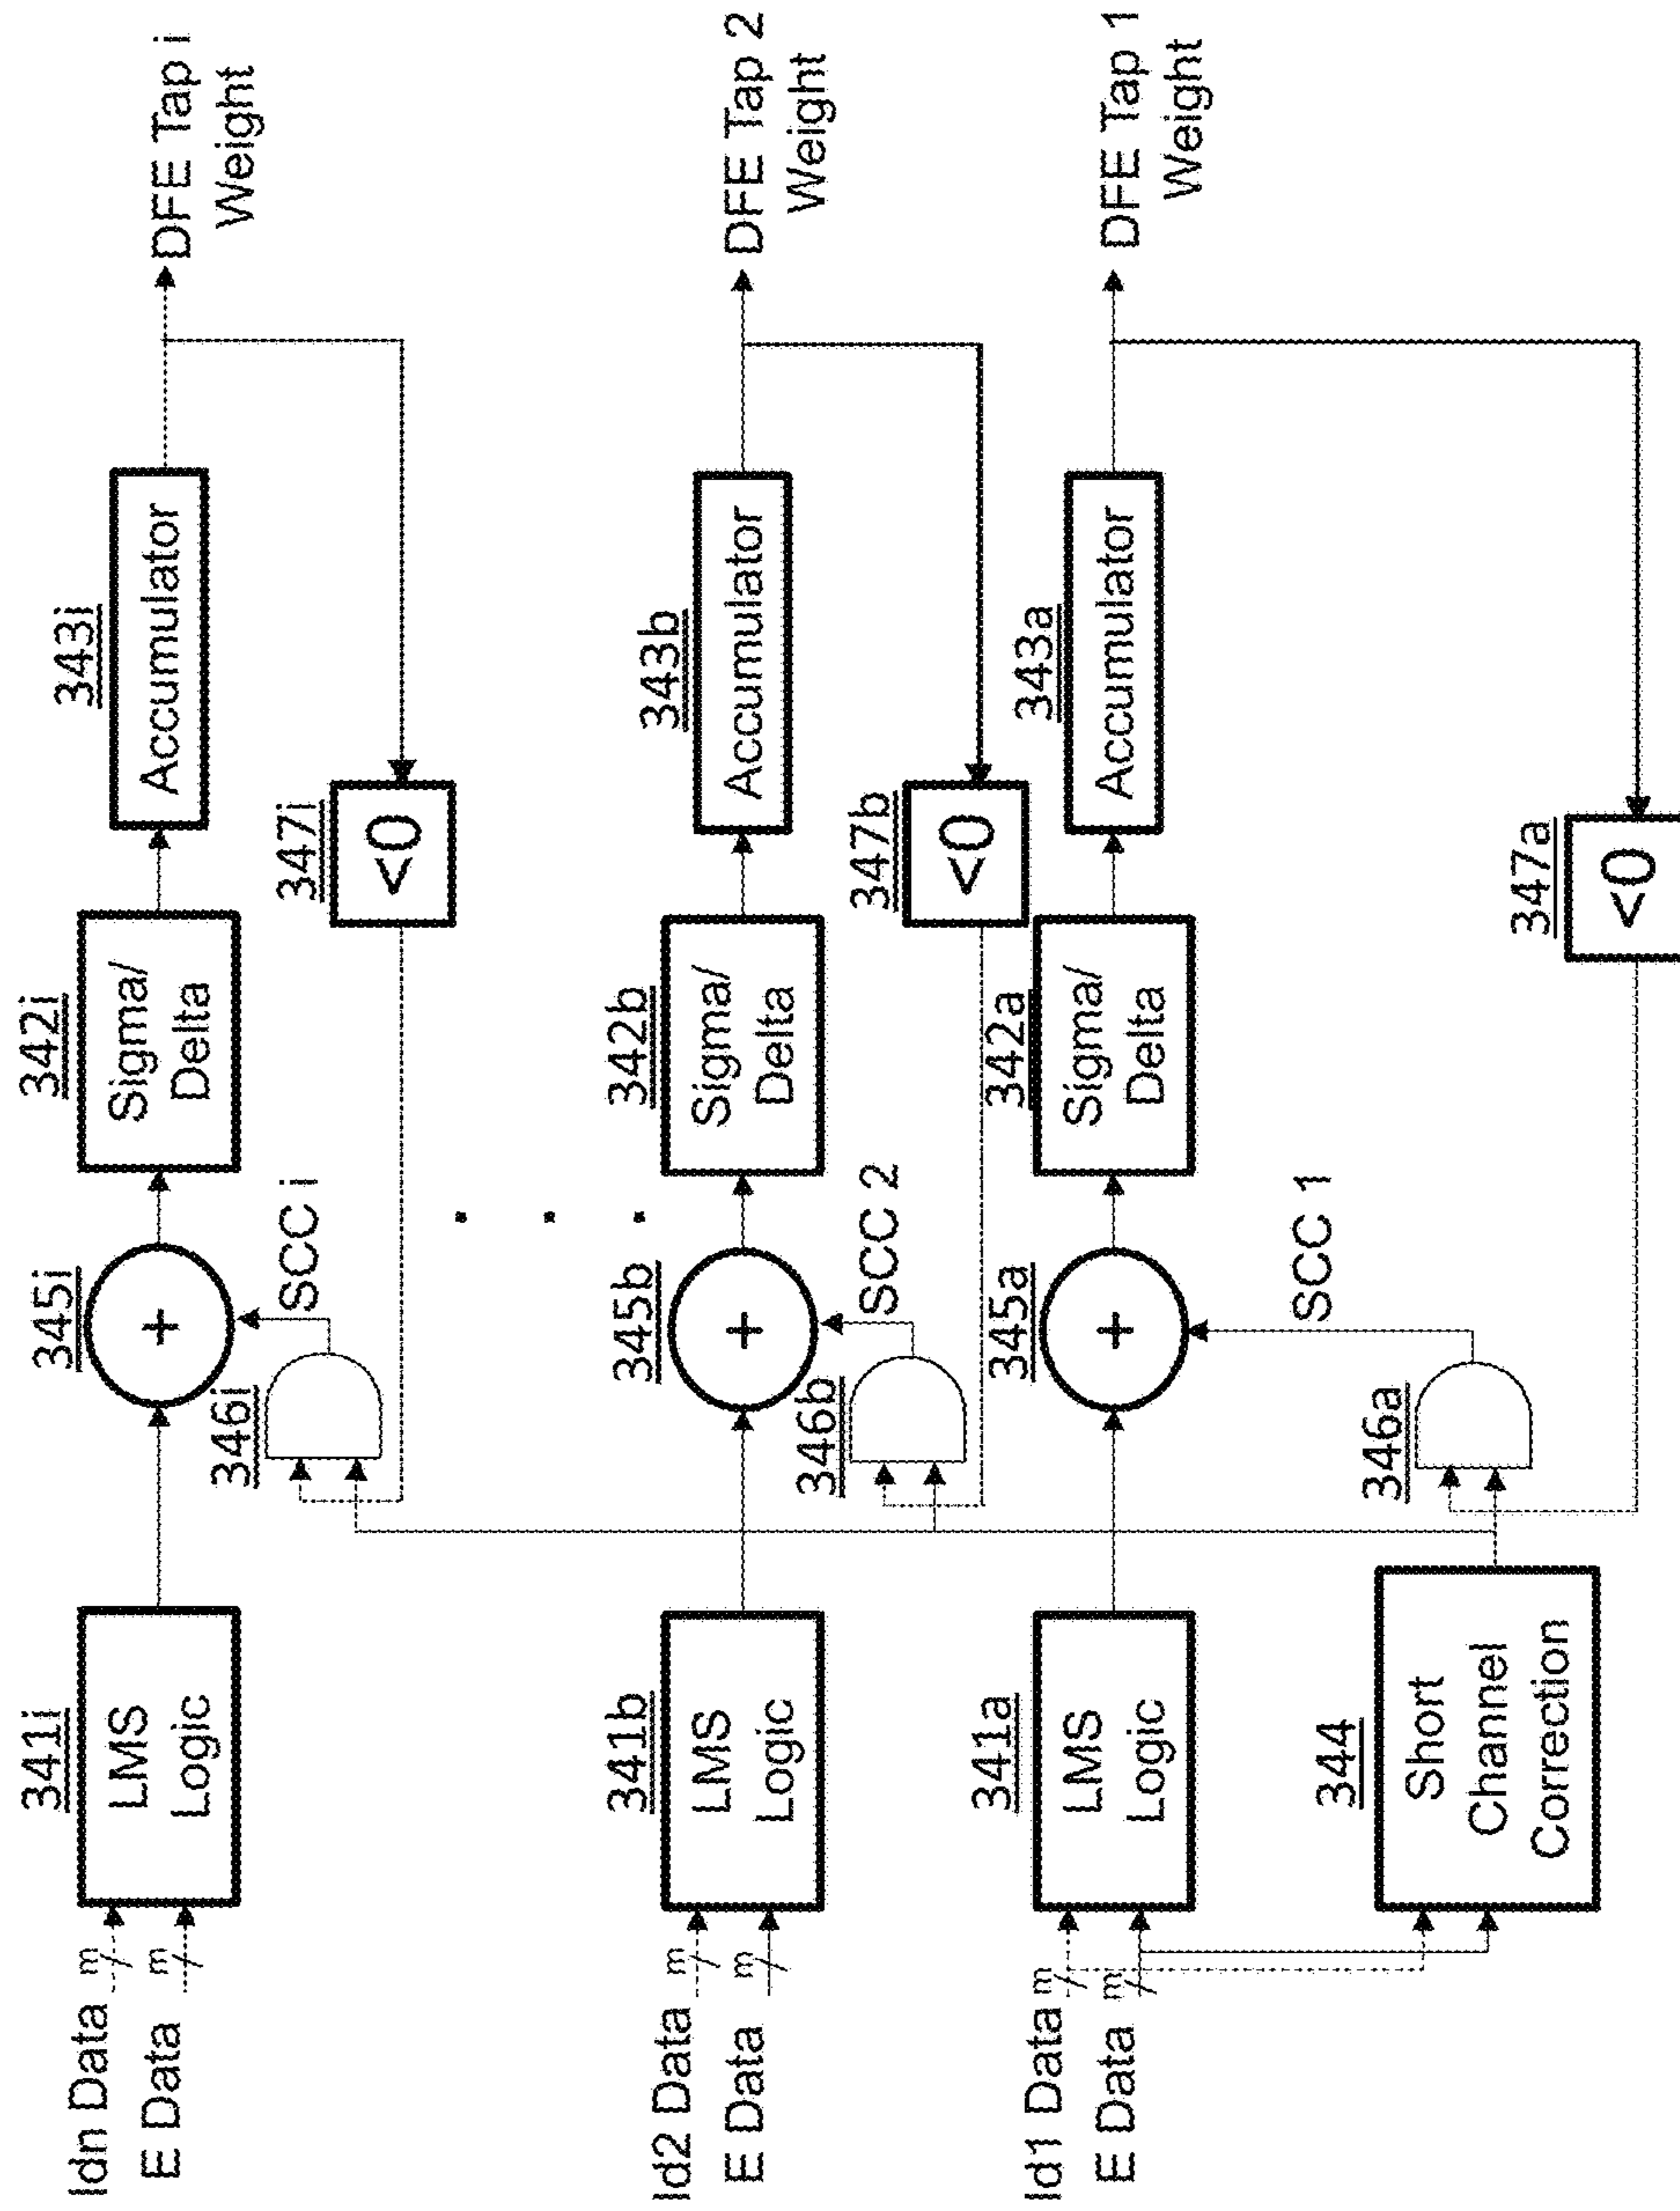 Idn Data
E Data
m
m
341i
LMS
Logic
345i
+
346i
SCC i
342i
Sigma/
Delta
347i
<0
343i
Accumulator
DFE Tap i
Weight
Id2 Data
E Data
m
m
341b
LMS
Logic
345b
+
346b
SCC 2
342b
Sigma/
Delta
347b
<0
343b
Accumulator
DFE Tap 2
Weight
Id1 Data
E Data
m
m
341a
LMS
Logic
345a
+
346a
SCC 1
342a
Sigma/
Delta
347a
<0
343a
Accumulator
DFE Tap 1
Weight
344
Short
Channel
Correction